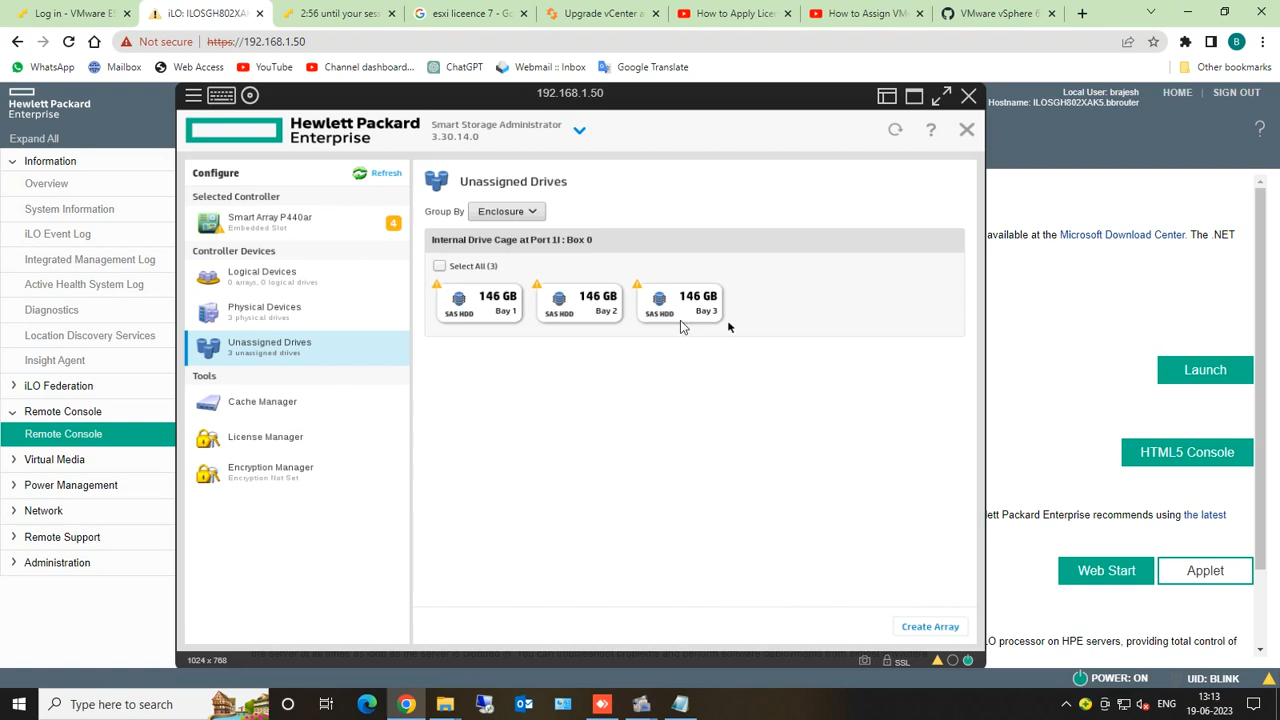 Log in - VMware E
iLO: ILOSGH802XAK
2:56 until your ses
esxi licence 7 - Go
Upgrade vCenter a
How to Apply Lice
How to Assign VM
VMware vSphere 6
Not secure
https://192.168.1.50
WhatsApp
Mailbox
Web Access
YouTube
Channel dashboard...
ChatGPT
Webmail :: Inbox
Google Translate
Other bookmarks
Hewlett Packard
Enterprise
Expand All
Information
Overview
System Information
iLO Event Log
Integrated Management Log
Active Health System Log
Diagnostics
Location Discovery Services
Insight Agent
iLO Federation
Remote Console
Remote Console
Virtual Media
Power Management
Network
Remote Support
Administration
192.168.1.50
Hewlett Packard
Enterprise
Smart Storage Administrator
3.30.14.0
Configure
Refresh
Selected Controller
Smart Array P440ar
Embedded Slot
4
Controller Devices
Logical Devices
0 arrays, 0 logical drives
Physical Devices
3 physical drives
Unassigned Drives
3 unassigned drives
Tools
Cache Manager
License Manager
Encryption Manager
Encryption Not Set
Unassigned Drives
Group By
Enclosure
Internal Drive Cage at Port 1I : Box 0
Select All (3)
146 GB
SAS HDD
Bay 1
146 GB
SAS HDD
Bay 2
146 GB
SAS HDD
Bay 3
Create Array
1024 x 768
SSL
Local User: brajesh
Hostname: ILOSGH802XAK5.bbrouter
HOME
SIGN OUT
available at the Microsoft Download Center. The .NET
Launch
HTML5 Console
lett Packard Enterprise recommends using the latest
Web Start
Applet
O processor on HPE servers, providing total control of
POWER: ON
UID: BLINK
Type here to search
ENG
13:13
19-06-2023